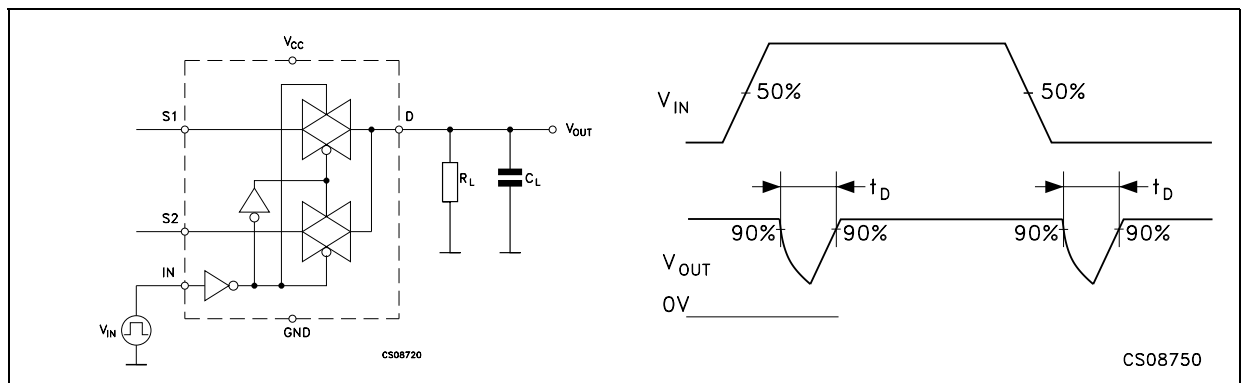 VCC
S1
D
VOUT
RL
CL
S2
IN
VIN
GND
CS08720
VIN
50%
50%
tD
tD
90%
90%
90%
90%
VOUT
0V
CS08750